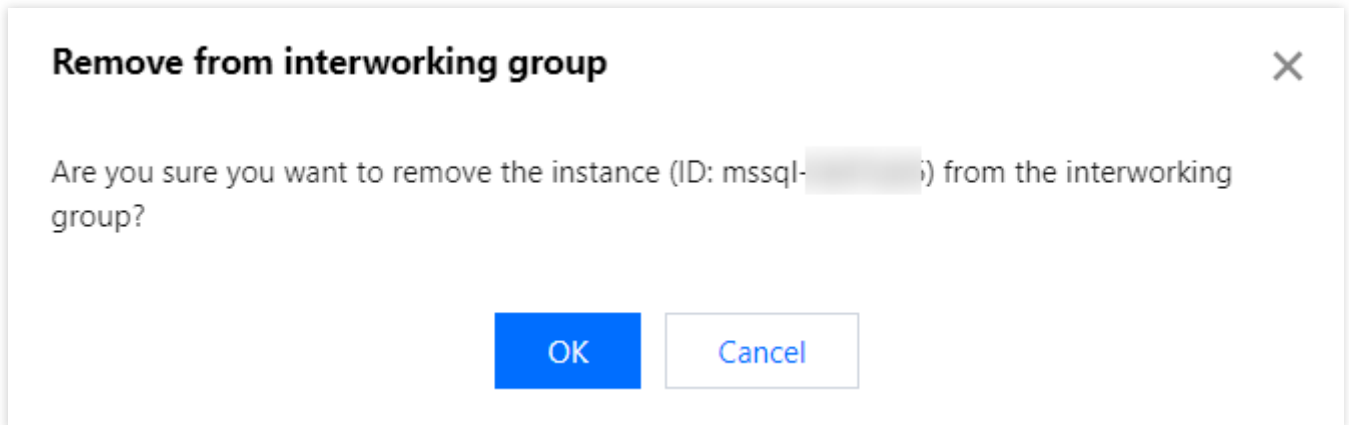 Remove from interworking group
Are you sure you want to remove the instance (ID: mssql- ) from the interworking
group?
OK
Cancel